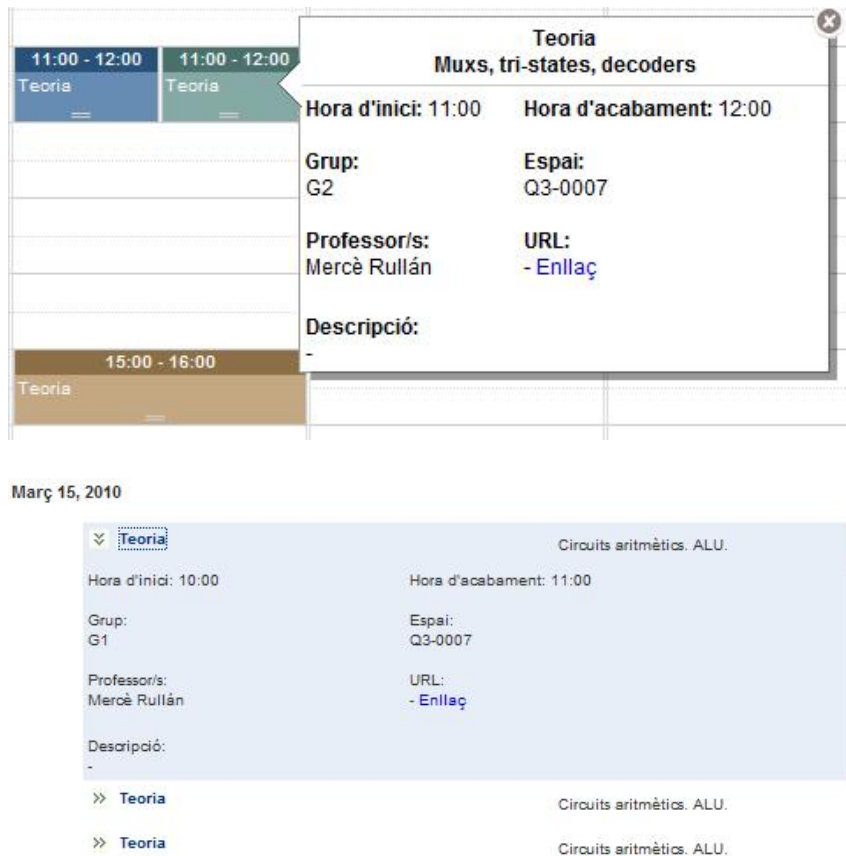 11:00 - 12:00
Teoria
11:00 - 12:00
Teoria
Teoria
Muxs, tri-states, decoders
Hora d'inici: 11:00 Hora d'acabament: 12:00
Grup: Espai:
G2 Q3-0007
Professor/s: URL:
Mercè Rullán - Enllaç
Descripció:
-
15:00 - 16:00
Teoria
Març 15, 2010
Teoria Circuits aritmètics. ALU.
Hora d'inici: 10:00 Hora d'acabament: 11:00
Grup: Espai:
G1 Q3-0007
Professor/s: URL:
Mercè Rullán - Enllaç
Descripció:
-
Teoria Circuits aritmètics. ALU.
Teoria Circuits aritmètics. ALU.